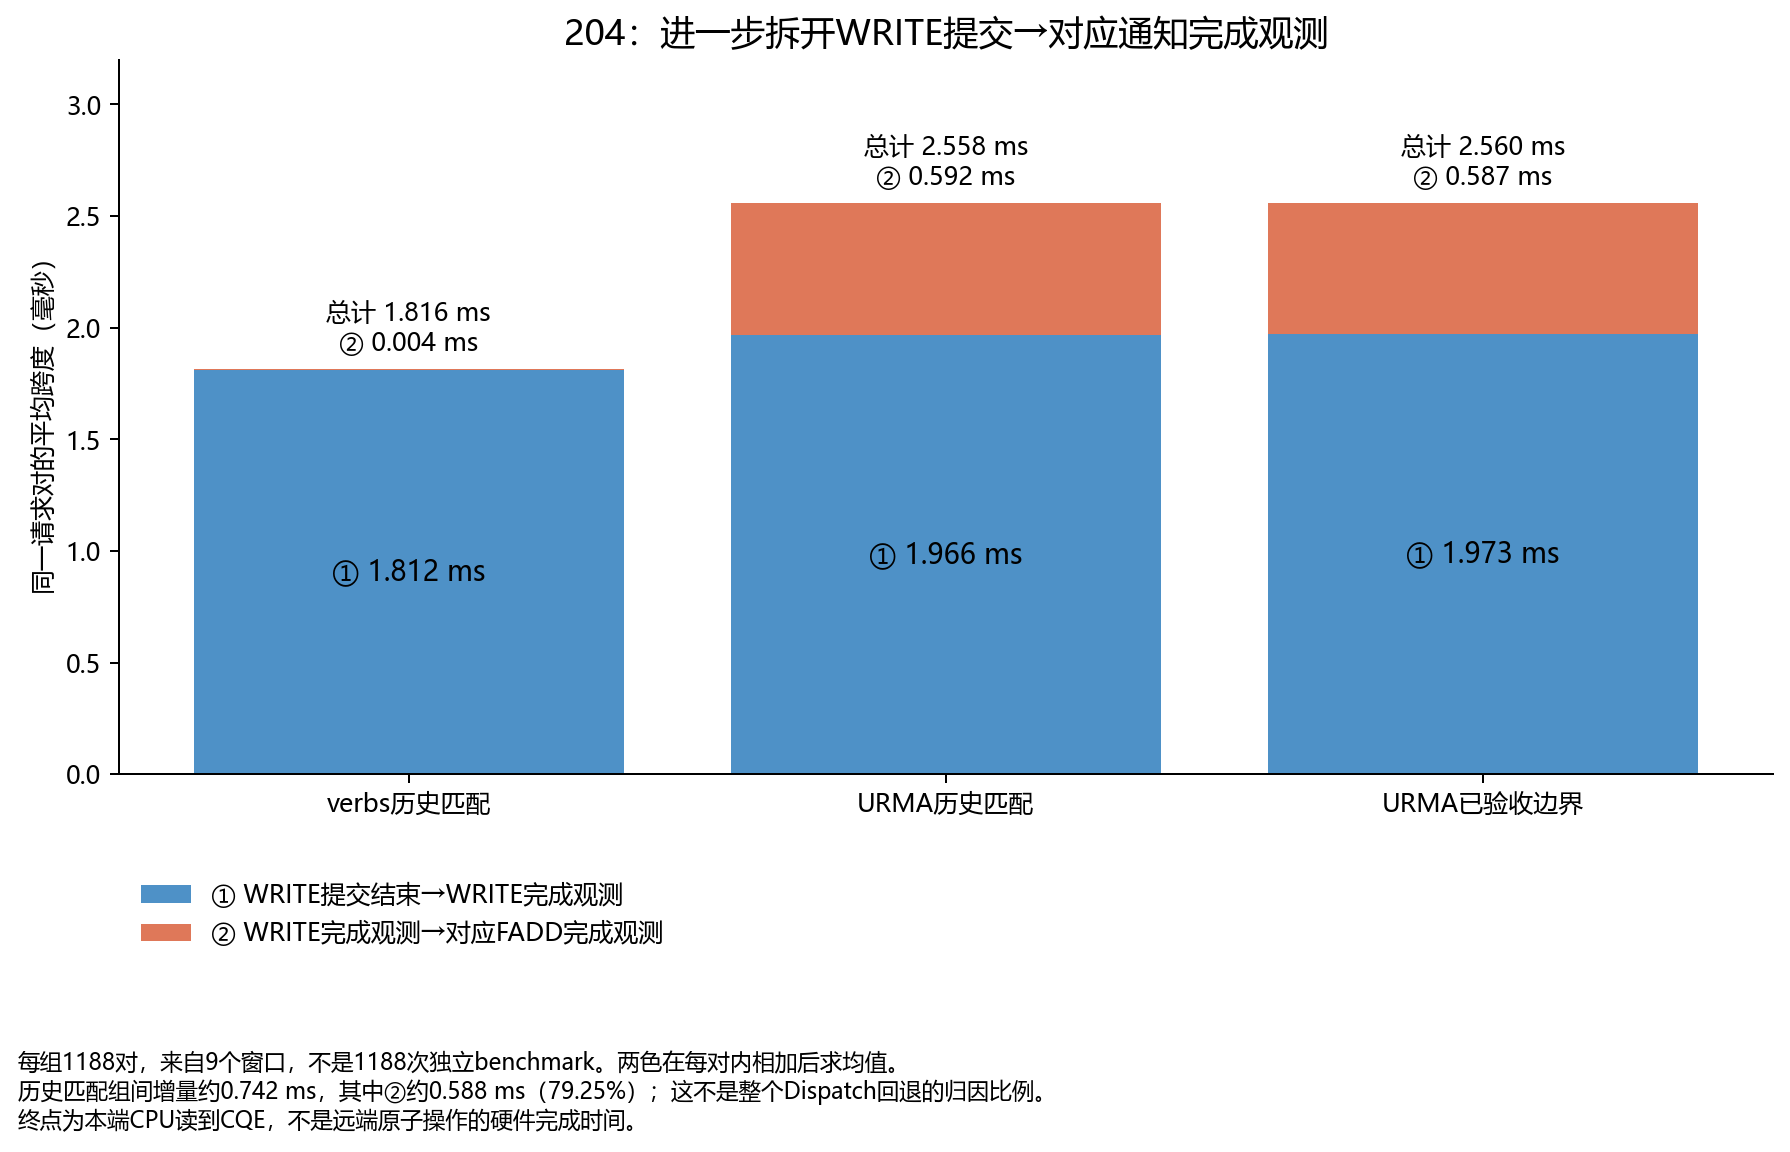 204：进一步拆开WRITE提交→对应通知完成观测
同一请求对的平均跨度（毫秒）
3.0
2.5
2.0
1.5
1.0
0.5
0.0
总计 1.816 ms
② 0.004 ms
① 1.812 ms
总计 2.558 ms
② 0.592 ms
① 1.966 ms
总计 2.560 ms
② 0.587 ms
① 1.973 ms
verbs历史匹配
URMA历史匹配
URMA已验收边界
① WRITE提交结束→WRITE完成观测
② WRITE完成观测→对应FADD完成观测
每组1188对，来自9个窗口，不是1188次独立benchmark。两色在每对内相加后求均值。
历史匹配组间增量约0.742 ms，其中②约0.588 ms（79.25%）；这不是整个Dispatch回退的归因比例。
终点为本端CPU读到CQE，不是远端原子操作的硬件完成时间。